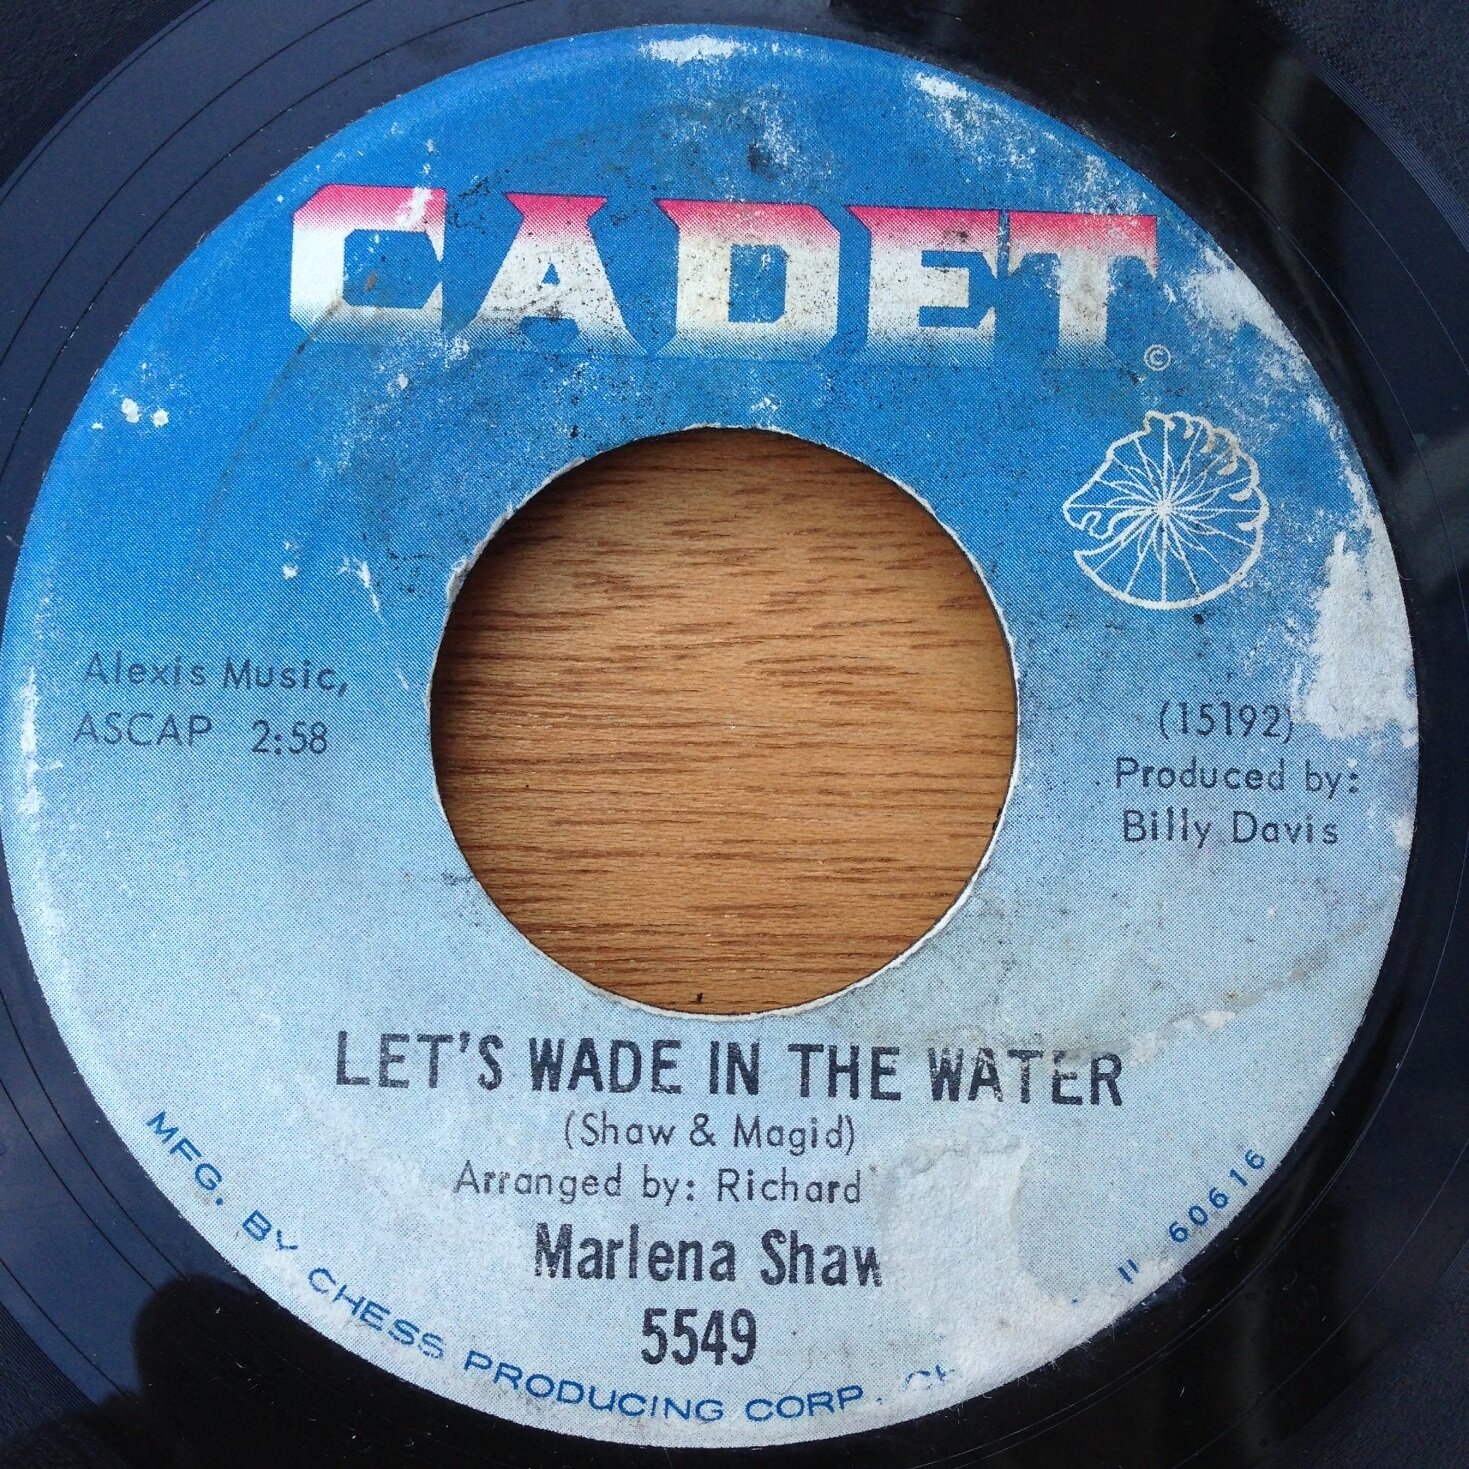 CADET
©
Alexis Music,
ASCAP 2:58
(15192)
Produced by:
Billy Davis
LET'S WADE IN THE WATER
(Shaw & Magid)
Arranged by: Richard
Marlena Shaw
5549
MFG. BY CHESS PRODUCING CORP. 60616